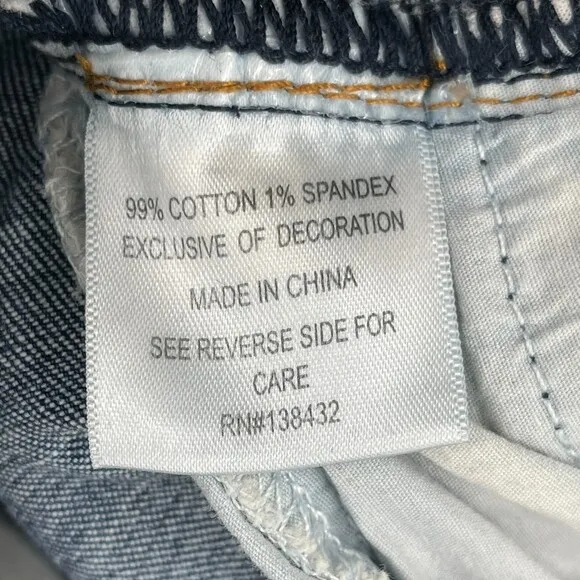 99% COTTON 1% SPANDEX
EXCLUSIVE OF DECORATION
MADE IN CHINA
SEE REVERSE SIDE FOR
CARE
RN#138432